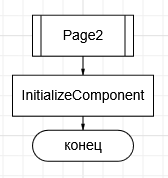 Page2
InitializeComponent
конец